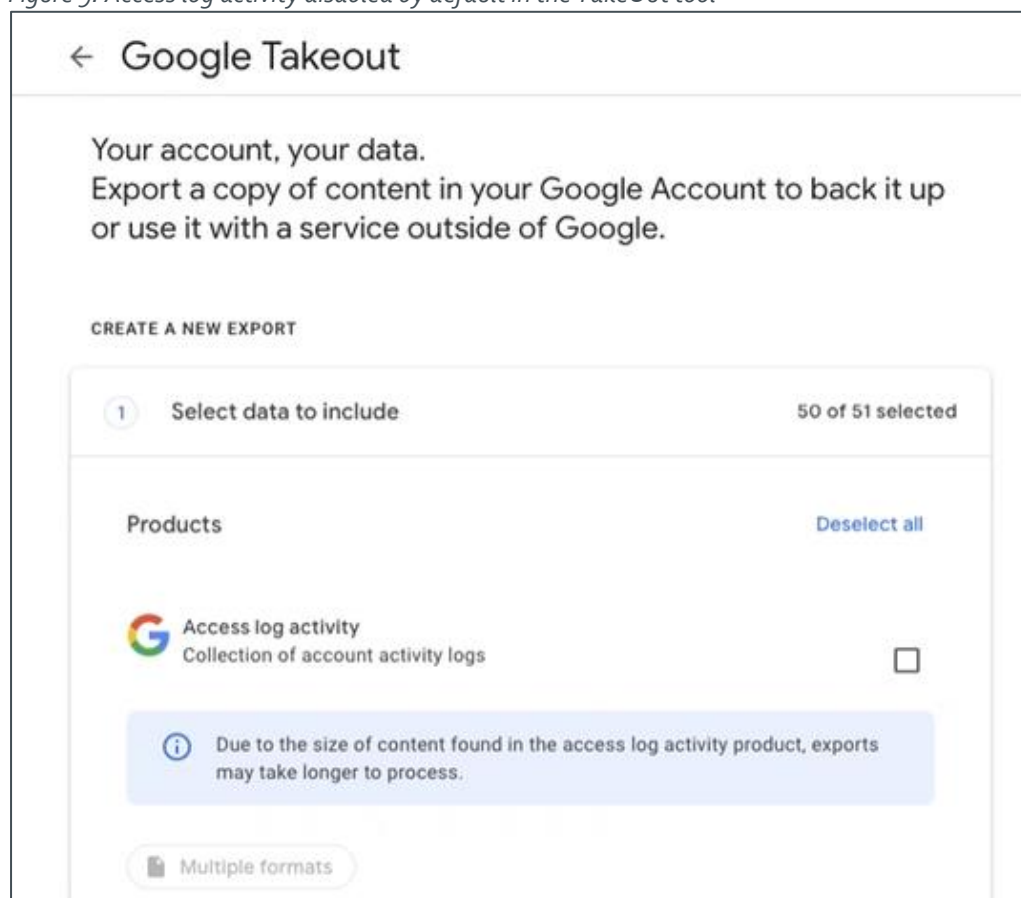 Figure 9: Access log activity disabled by default in the TakeOut tool
Google Takeout
Your account, your data.
Export a copy of content in your Google Account to back it up
or use it with a service outside of Google.
CREATE A NEW EXPORT
1 Select data to include 50 of 51 selected
Products Deselect all
Access log activity
Collection of account activity logs
Due to the size of content found in the access log activity product, exports
may take longer to process.
Multiple formats